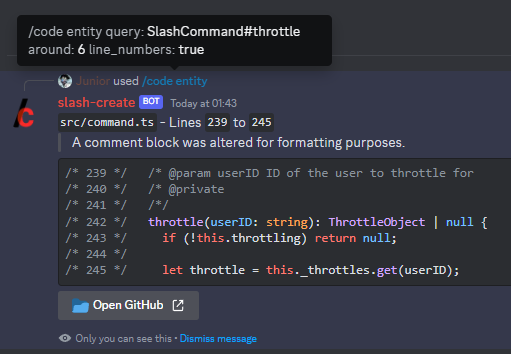 /code entity query: SlashCommand#throttle
around: 6 line_numbers: true
Junior used /code entity
slash-create BOT Today at 01:43
src/command.ts - Lines 239 to 245
A comment block was altered for formatting purposes.
/* 239 */   /* @param userID ID of the user to throttle for
/* 240 */   /* @private
/* 241 */   /*/
/* 242 */   throttle(userID: string): ThrottleObject | null {
/* 243 */     if (!this.throttling) return null;
/* 244 */
/* 245 */     let throttle = this._throttles.get(userID);
Open GitHub
Only you can see this • Dismiss message